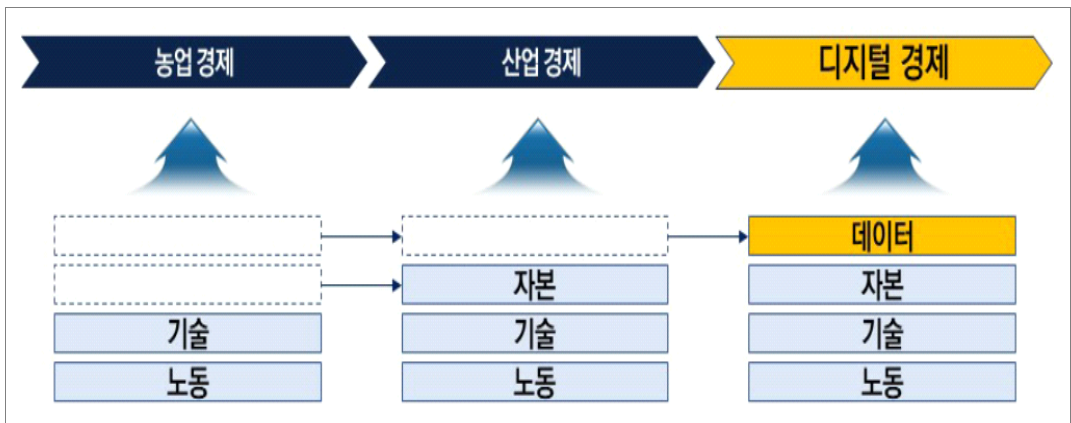 농업 경제 산업 경제 디지털 경제
데이터
자본 자본
기술 기술 기술
노동 노동 노동